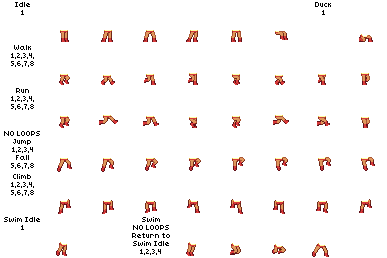 Idle
1
Duck
1
Walk
1,2,3,4,
5,6,7,8
Run
1,2,3,4,
5,6,7,8
NO LOOPS
Jump
1,2,3,4
Fall
5,6,7,8
Climb
1,2,3,4,
5,6,7,8
Swim Idle
1
Swim
NO LOOPS
Return to
Swim Idle
1,2,3,4